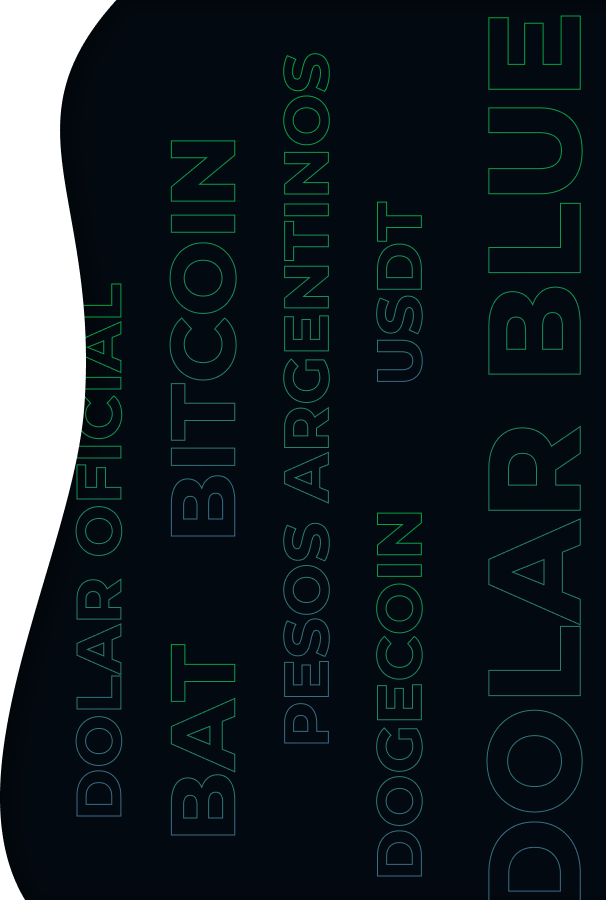 DOLAR OFICIAL
BAT
BITCOIN
PESOS ARGENTINOS
DOGECOIN
USDT
DOLAR BLUE